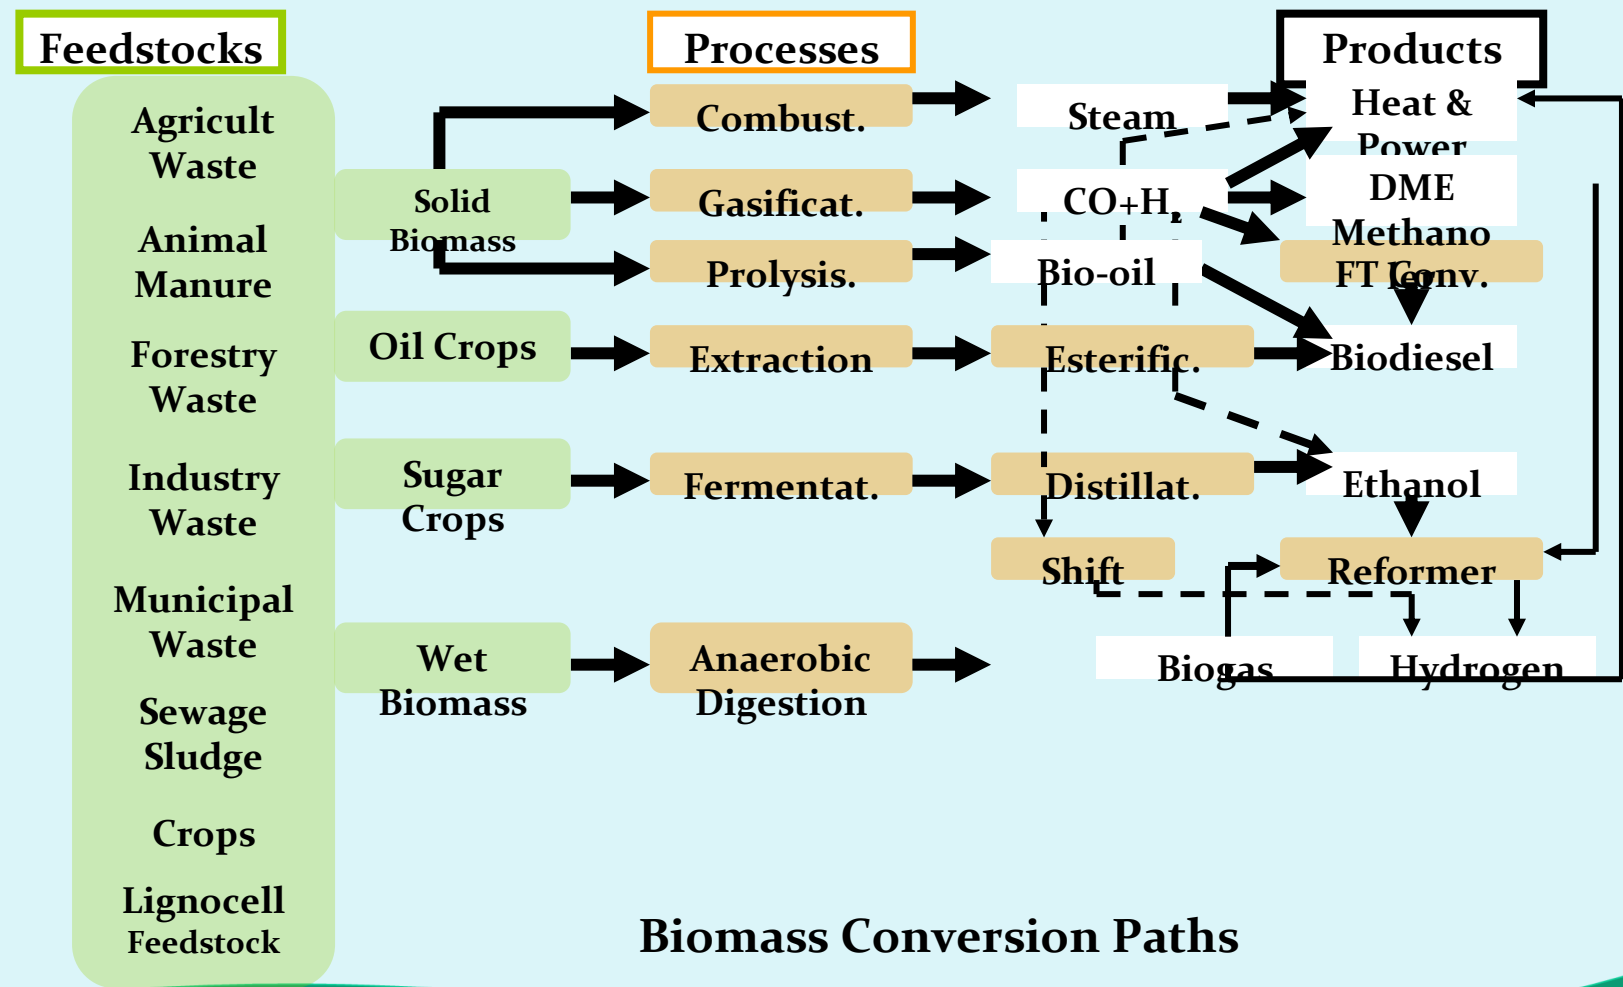 Feedstocks
Processes
Products
Agricult
Waste
Animal
Manure
Forestry
Waste
Industry
Waste
Municipal
Waste
Sewage
Sludge
Crops
Lignocell
Feedstock
Solid
Biomass
Oil Crops
Sugar
Crops
Wet
Biomass
Combust.
Gasificat.
Prolysis.
Extraction
Fermentat.
Anaerobic
Digestion
Steam
CO+H₂
Bio-oil
Esterific.
Distillat.
Shift
Biogas
Heat &
Power
DME
Methano
FT Conv.
Biodiesel
Ethanol
Reformer
Hydrogen
Biomass Conversion Paths